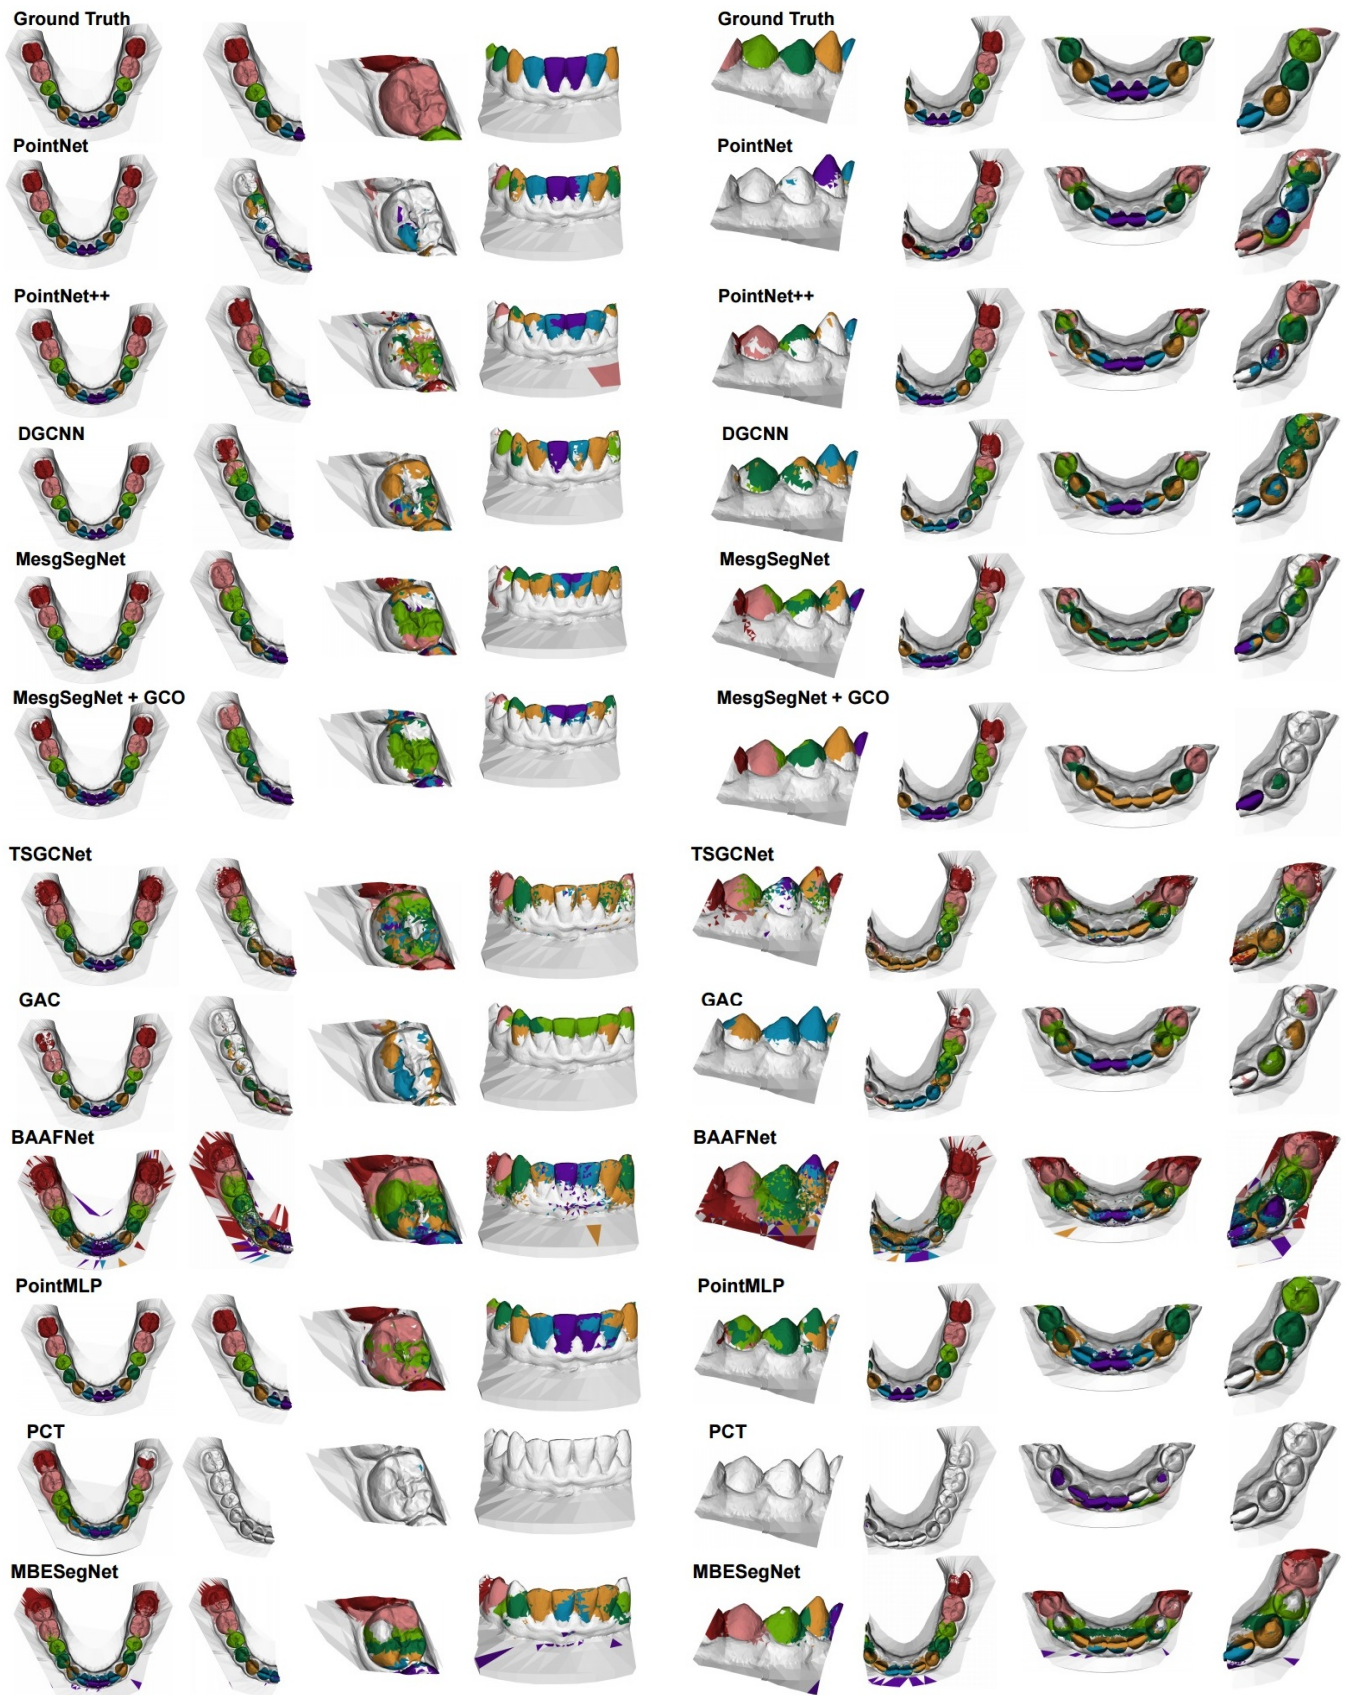 Ground Truth
Ground Truth
PointNet
PointNet
PointNet++
PointNet++
DGCNN
DGCNN
MesgSegNet
MesgSegNet
MesgSegNet + GCO
MesgSegNet + GCO
TSGCNet
TSGCNet
GAC
GAC
BAAFNet
BAAFNet
PointMLP
PointMLP
PCT
PCT
MBESegNet
MBESegNet